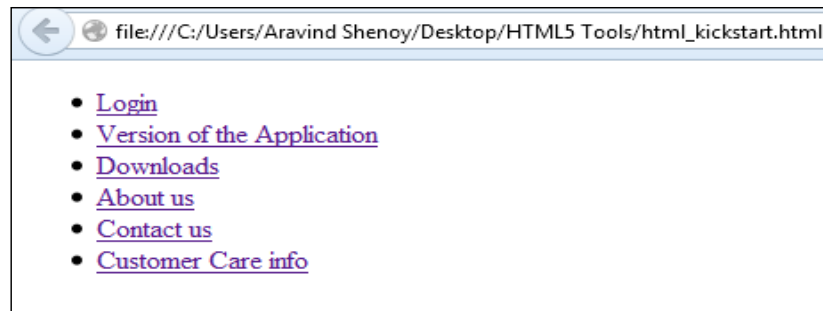 file:///C:/Users/Aravind Shenoy/Desktop/HTML5 Tools/html_kickstart.html
Login
Version of the Application
Downloads
About us
Contact us
Customer Care info